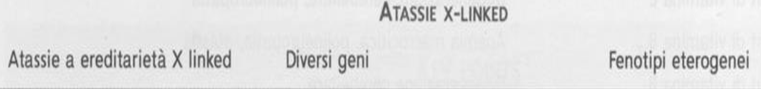 ATASSIE X-LINKED
Atassie a ereditarietà X linked Diversi geni Fenotipi eterogenei